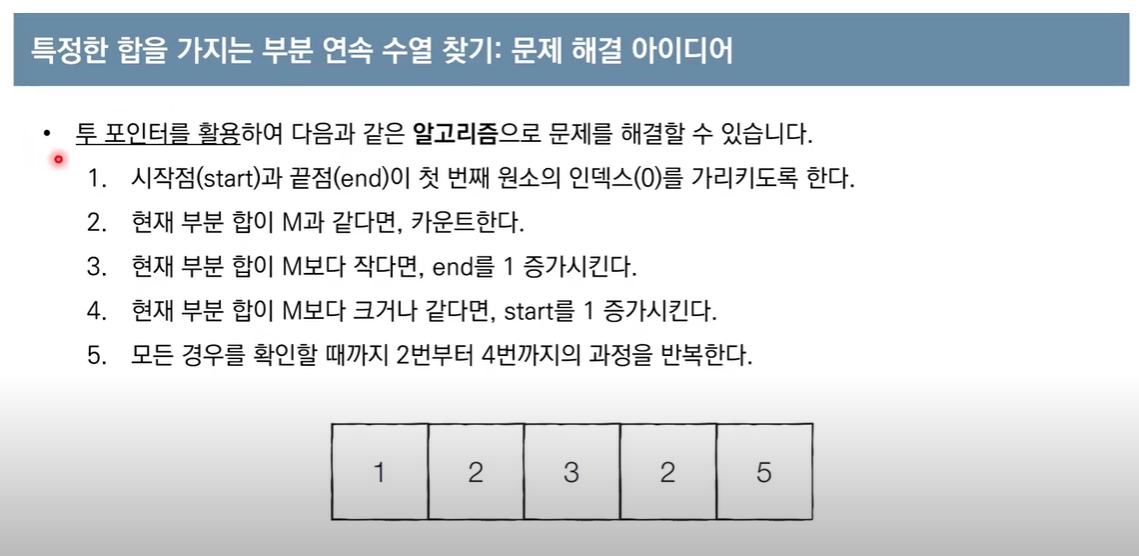 특정한 합을 가지는 부분 연속 수열 찾기: 문제 해결 아이디어
• 투 포인터를 활용하여 다음과 같은 알고리즘으로 문제를 해결할 수 있습니다.
1. 시작점(start)과 끝점(end)이 첫 번째 원소의 인덱스(0)를 가리키도록 한다.
2. 현재 부분 합이 M과 같다면, 카운트한다.
3. 현재 부분 합이 M보다 작다면, end를 1 증가시킨다.
4. 현재 부분 합이 M보다 크거나 같다면, start를 1 증가시킨다.
5. 모든 경우를 확인할 때까지 2번부터 4번까지의 과정을 반복한다.
1 2 3 2 5